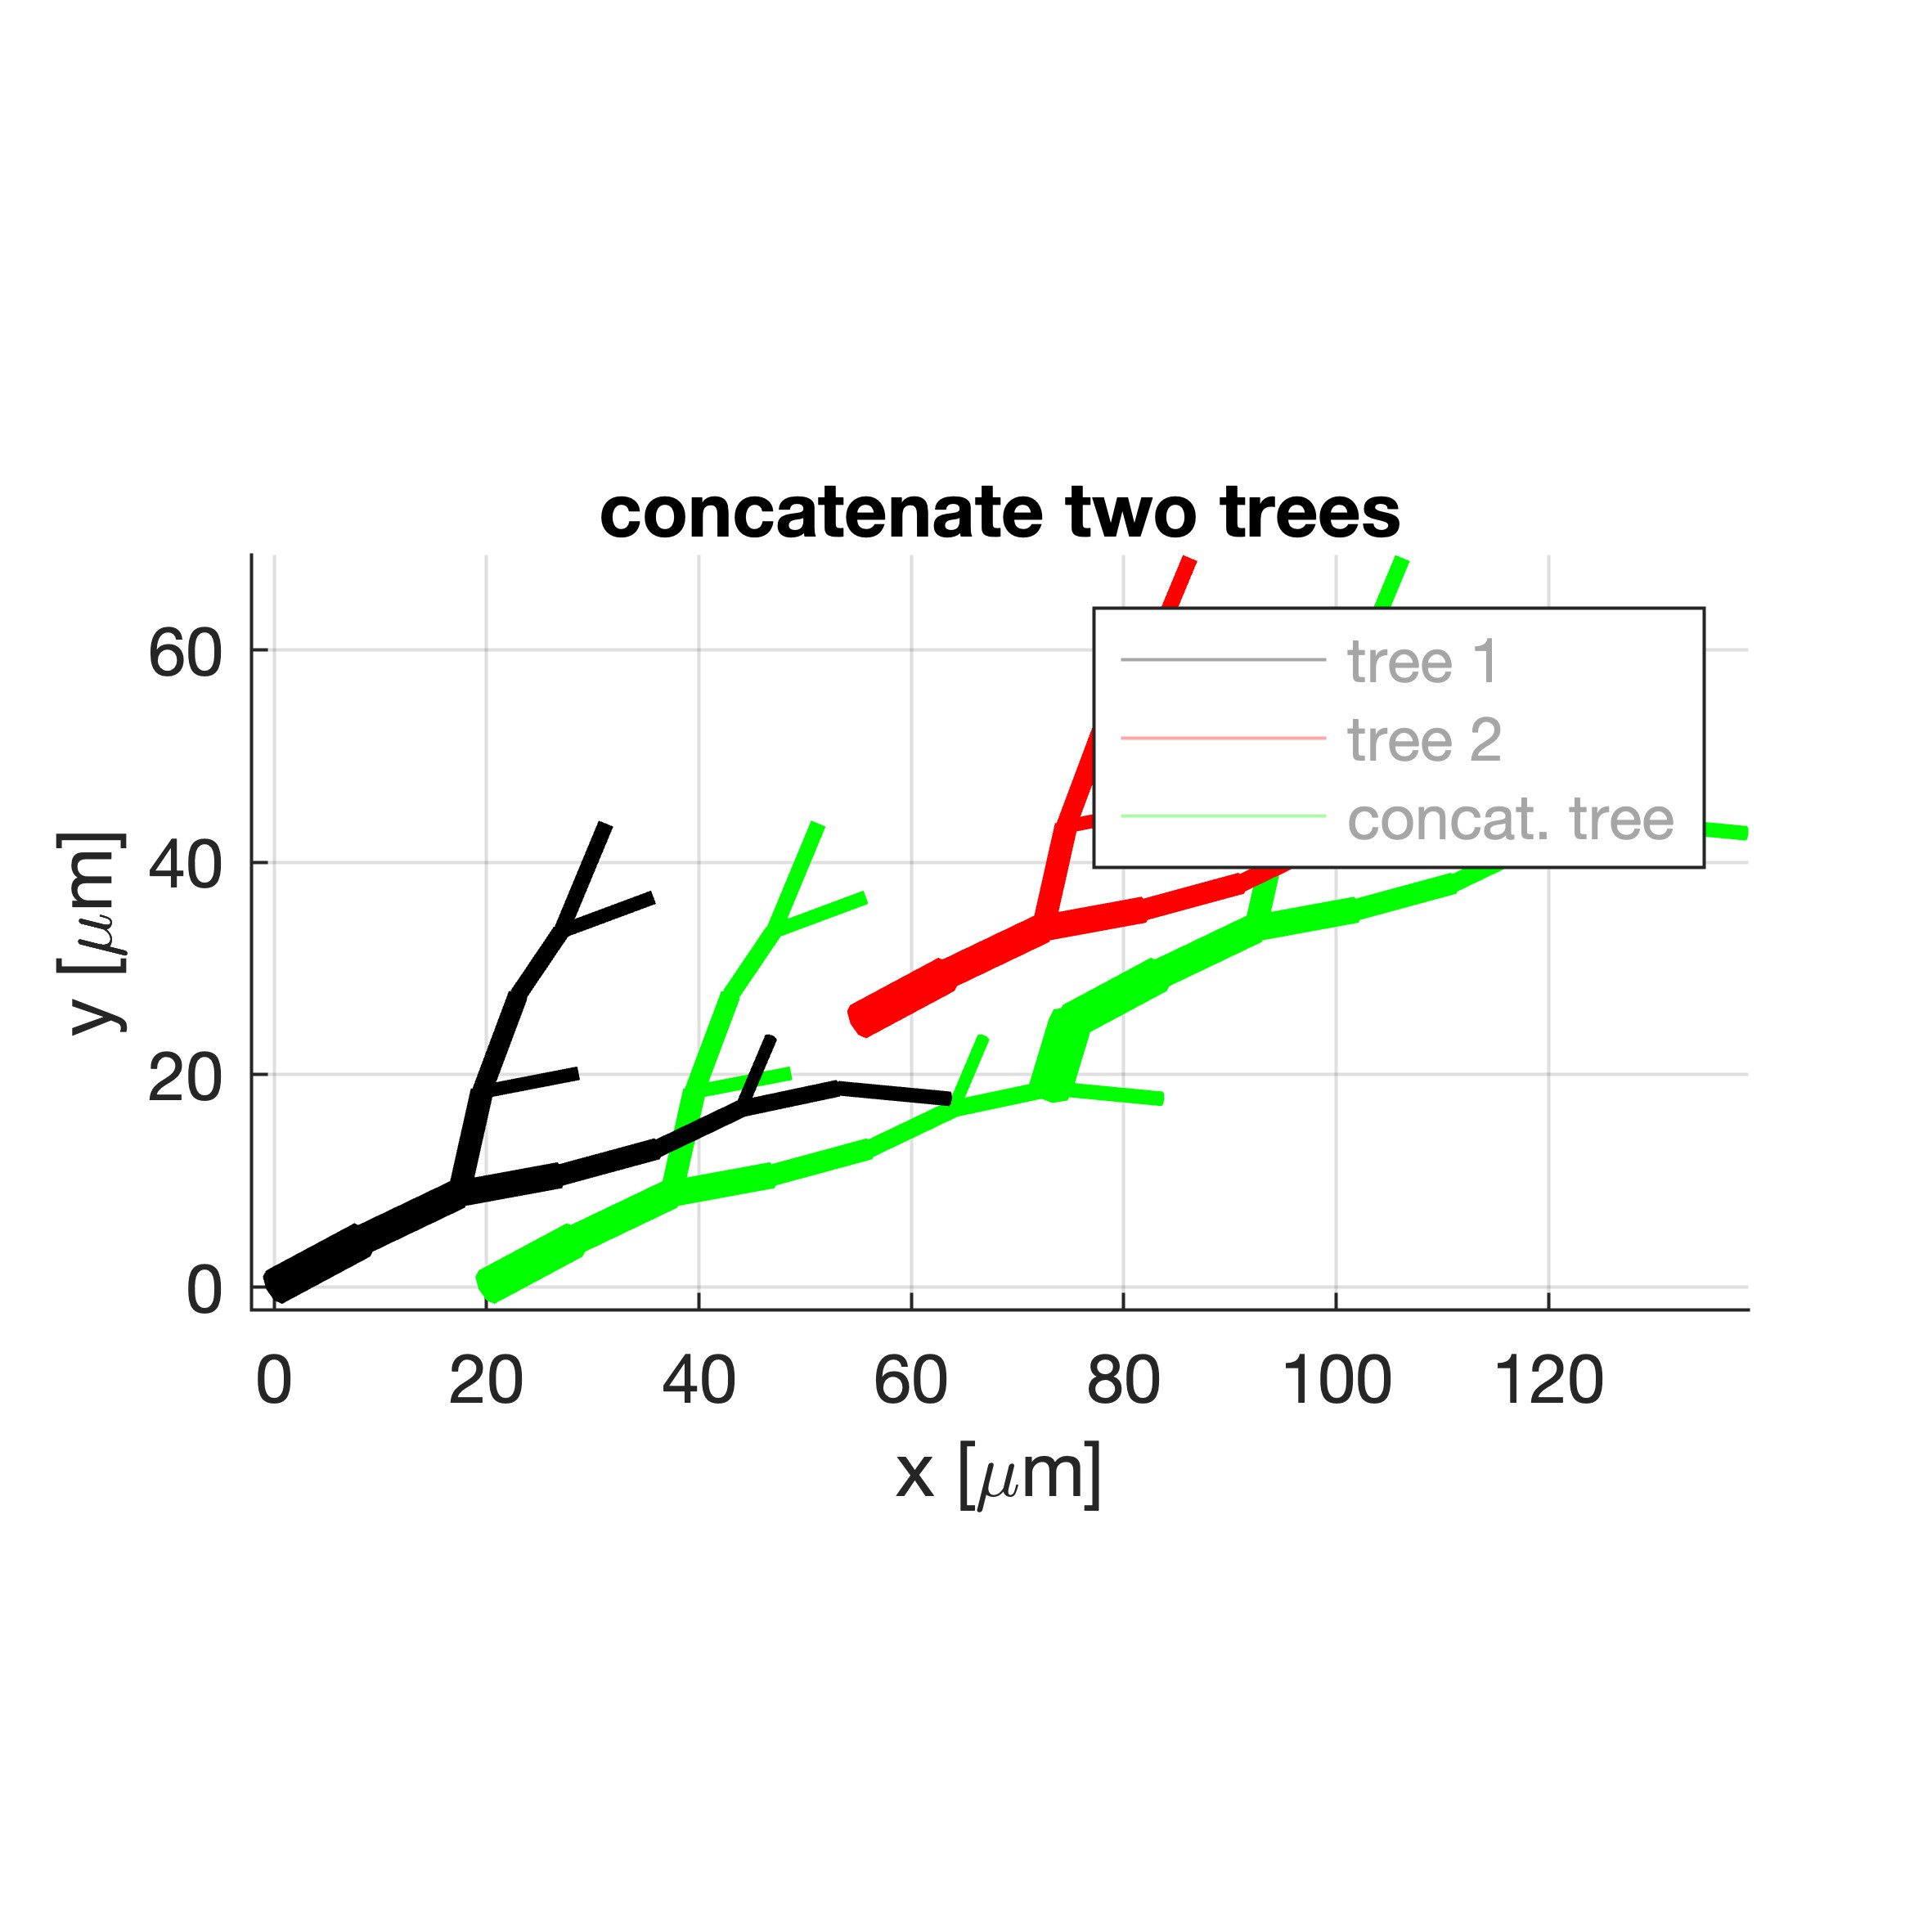 concatenate two trees
60
40
20
0
y [μm]
tree 1
tree 2
concat. tree
0 20 40 60 80 100 120
x [μm]